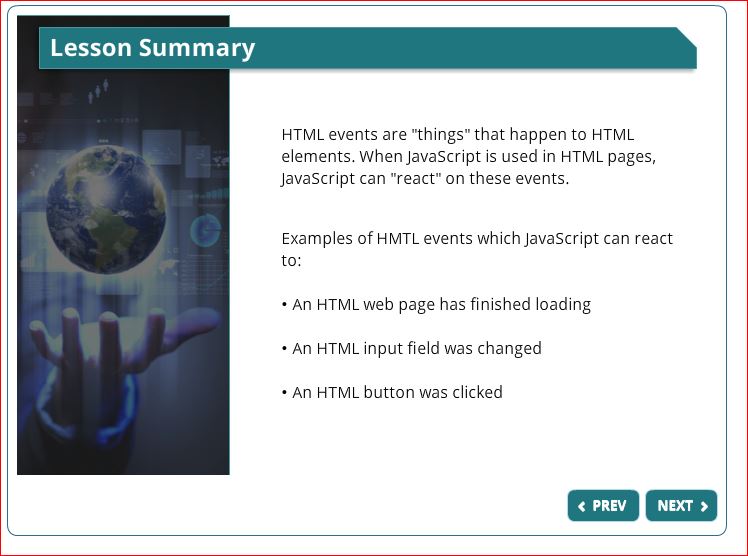 Lesson Summary
HTML events are "things" that happen to HTML
elements. When JavaScript is used in HTML pages,
JavaScript can "react" on these events.
Examples of HMTL events which JavaScript can react
to:
• An HTML web page has finished loading
• An HTML input field was changed
• An HTML button was clicked
PREV
NEXT